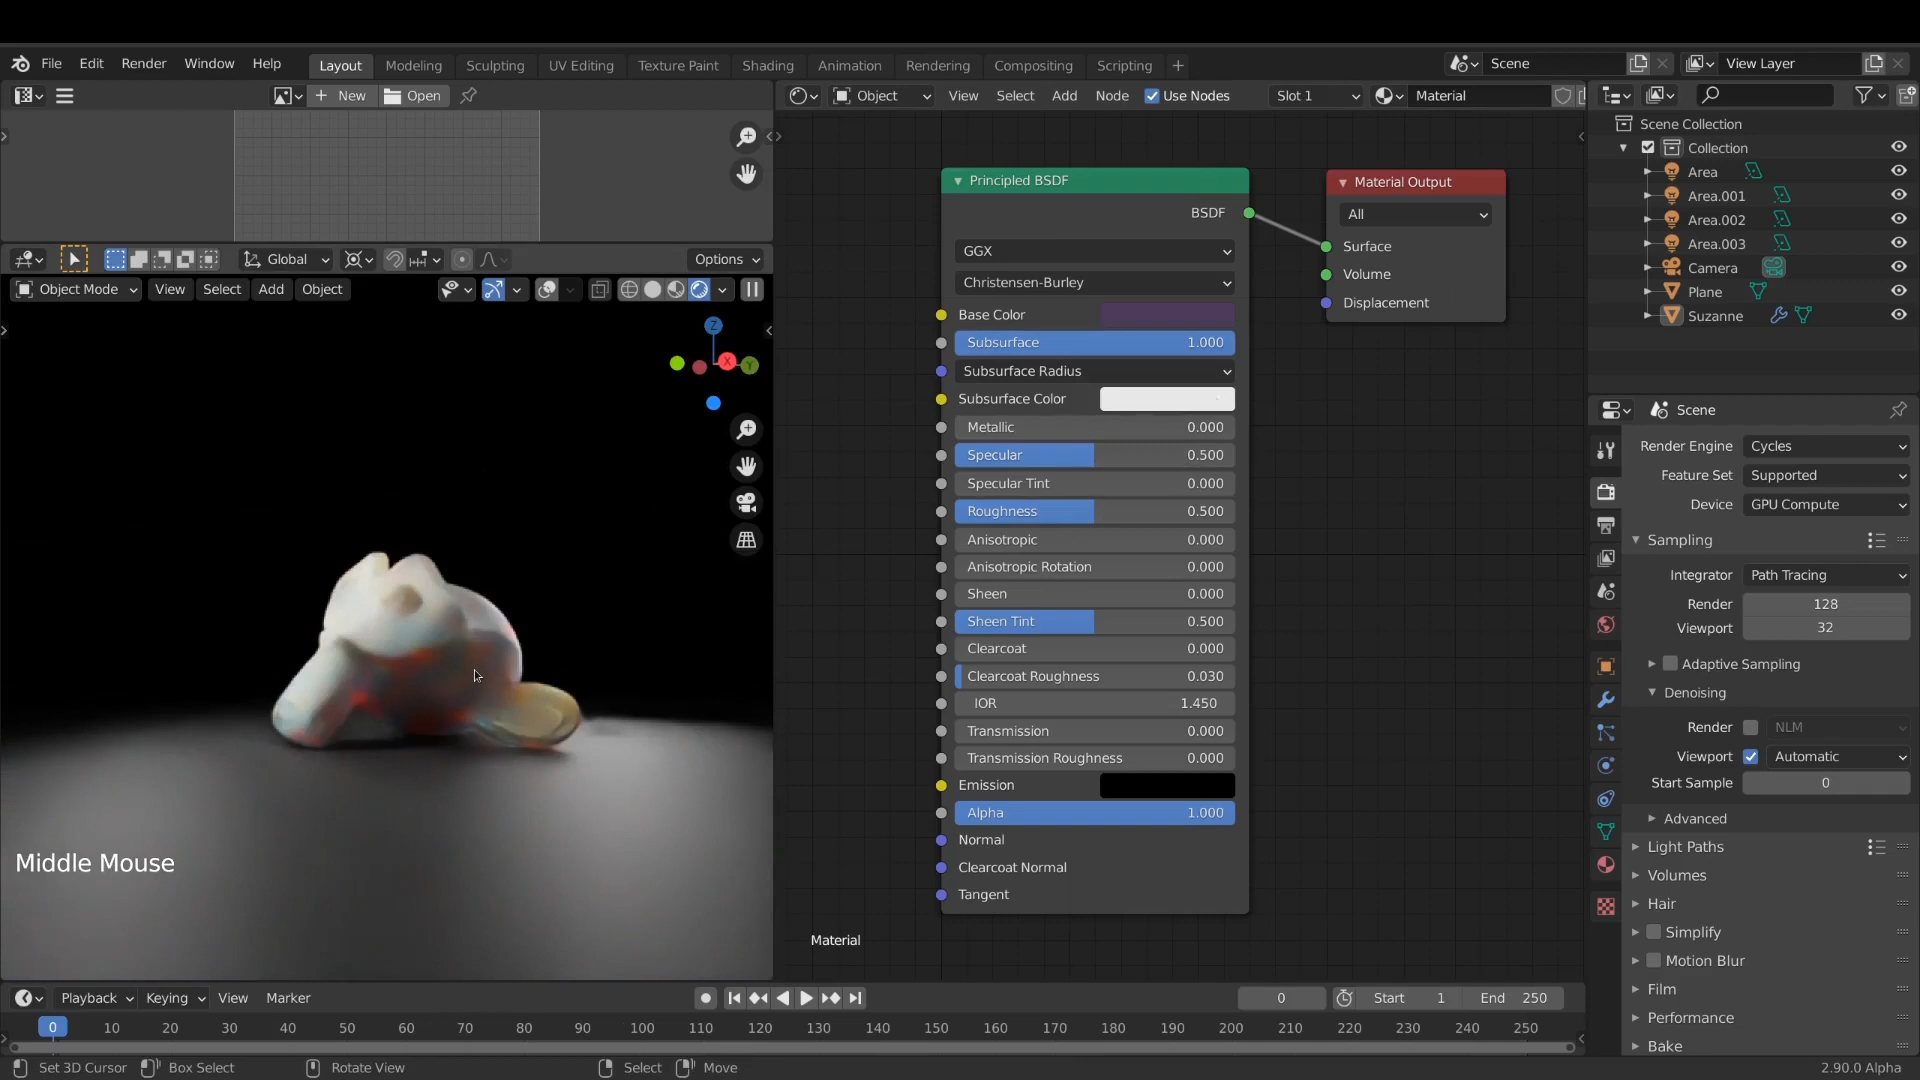 File Edit Render Window Help Layout Modeling Sculpting UV Editing Texture Paint Shading Animation Rendering Compositing Scripting + Scene View Layer
New Open
Object View Select Add Node Use Nodes Slot 1 Material
Global Options
Object Mode View Select Add Object
Z
X
Y
Middle Mouse
Principled BSDF
BSDF
GGX
Christensen-Burley
Base Color
Subsurface 1.000
Subsurface Radius
Subsurface Color
Metallic 0.000
Specular 0.500
Specular Tint 0.000
Roughness 0.500
Anisotropic 0.000
Anisotropic Rotation 0.000
Sheen 0.000
Sheen Tint 0.500
Clearcoat 0.000
Clearcoat Roughness 0.030
IOR 1.450
Transmission 0.000
Transmission Roughness 0.000
Emission
Alpha 1.000
Normal
Clearcoat Normal
Tangent
Material Output
All
Surface
Volume
Displacement
Material
Scene Collection
Collection
Area
Area.001
Area.002
Area.003
Camera
Plane
Suzanne
Scene
Render Engine Cycles
Feature Set Supported
Device GPU Compute
Sampling
Integrator Path Tracing
Render 128
Viewport 32
Adaptive Sampling
Denoising
Render NLM
Viewport Automatic
Start Sample 0
Advanced
Light Paths
Volumes
Hair
Simplify
Motion Blur
Film
Performance
Bake
Playback Keying View Marker 0 Start 1 End 250
0 10 20 30 40 50 60 70 80 90 100 110 120 130 140 150 160 170 180 190 200 210 220 230 240 250
Set 3D Cursor Box Select Rotate View Select Move 2.90.0 Alpha